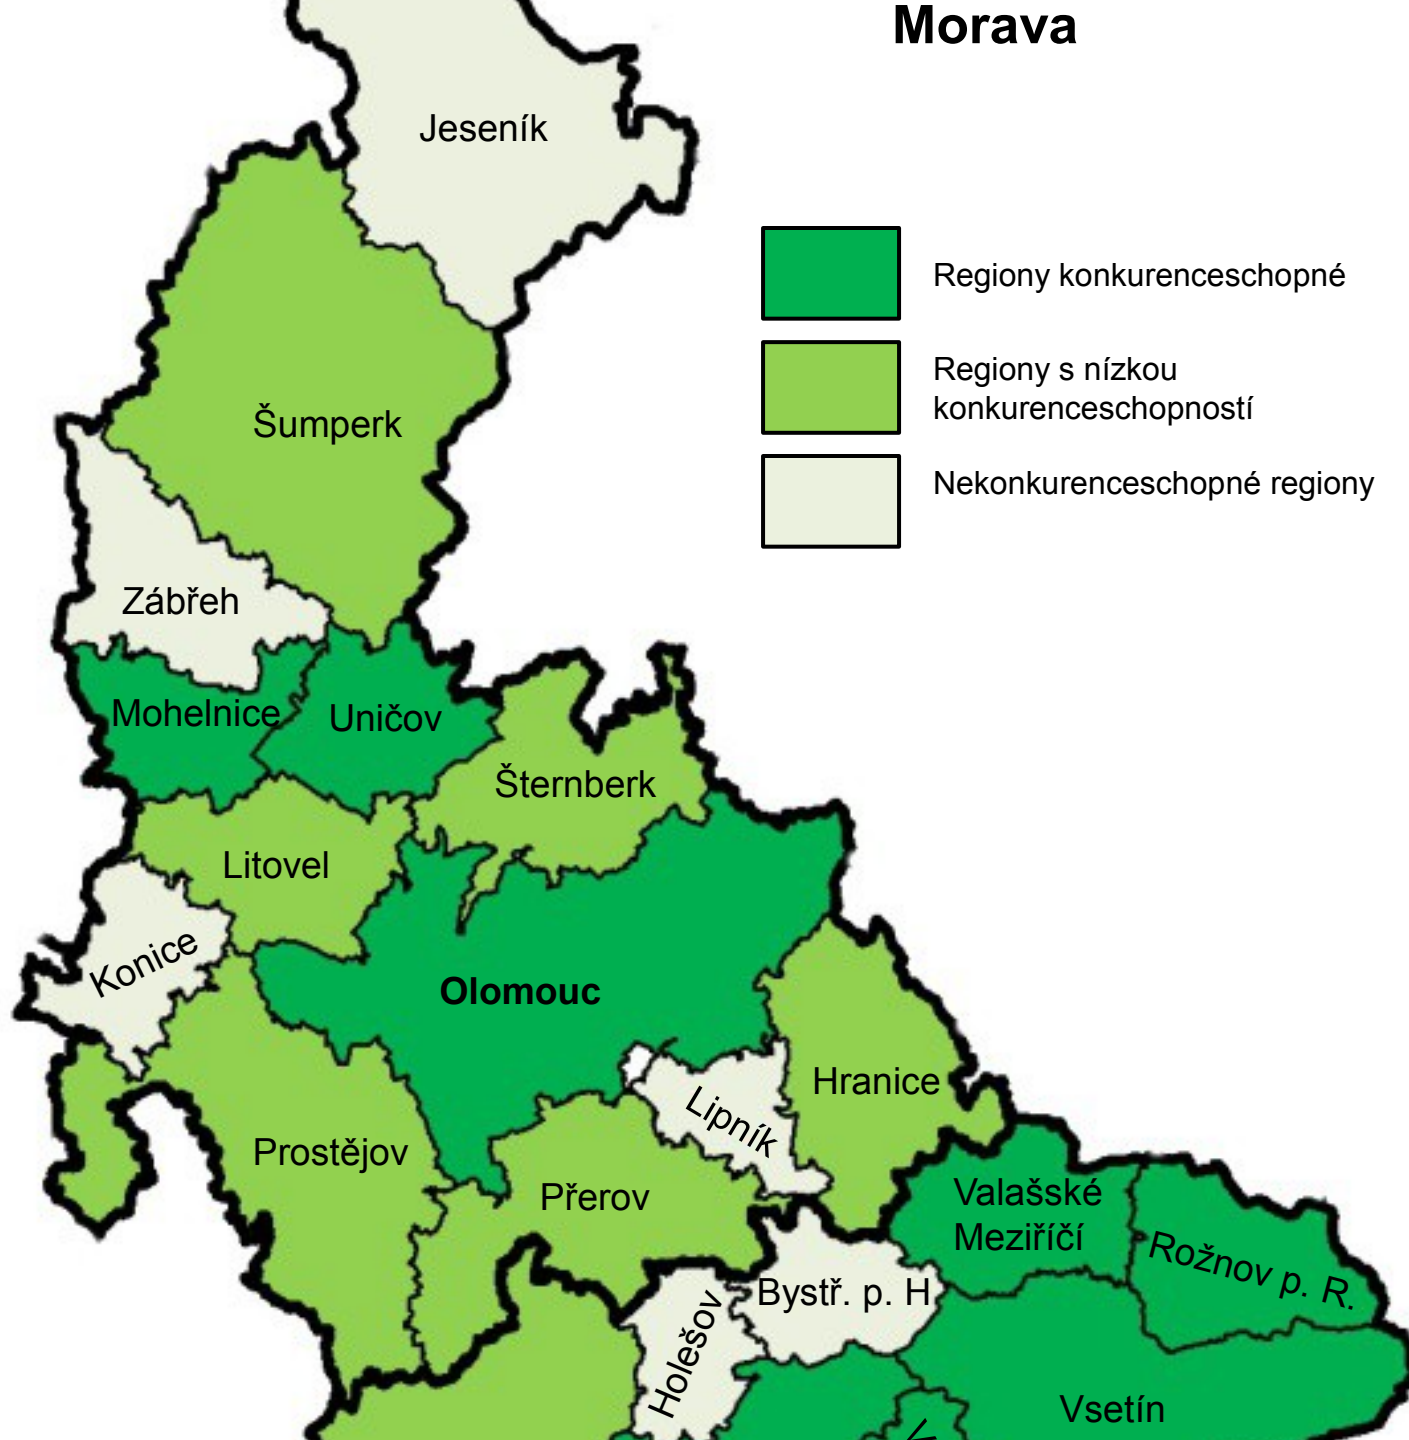 Morava
Jeseník
Regiony konkurenceschopné
Regiony s nízkou
konkurenceschopností
Nekonkurenceschopné regiony
Šumperk
Zábřeh
Mohelnice
Uničov
Šternberk
Litovel
Konice
Olomouc
Hranice
Lipník
Prostějov
Přerov
Valašské
Meziříčí
Rožnov p. R.
Bystř. p. H
Holešov
Vsetín